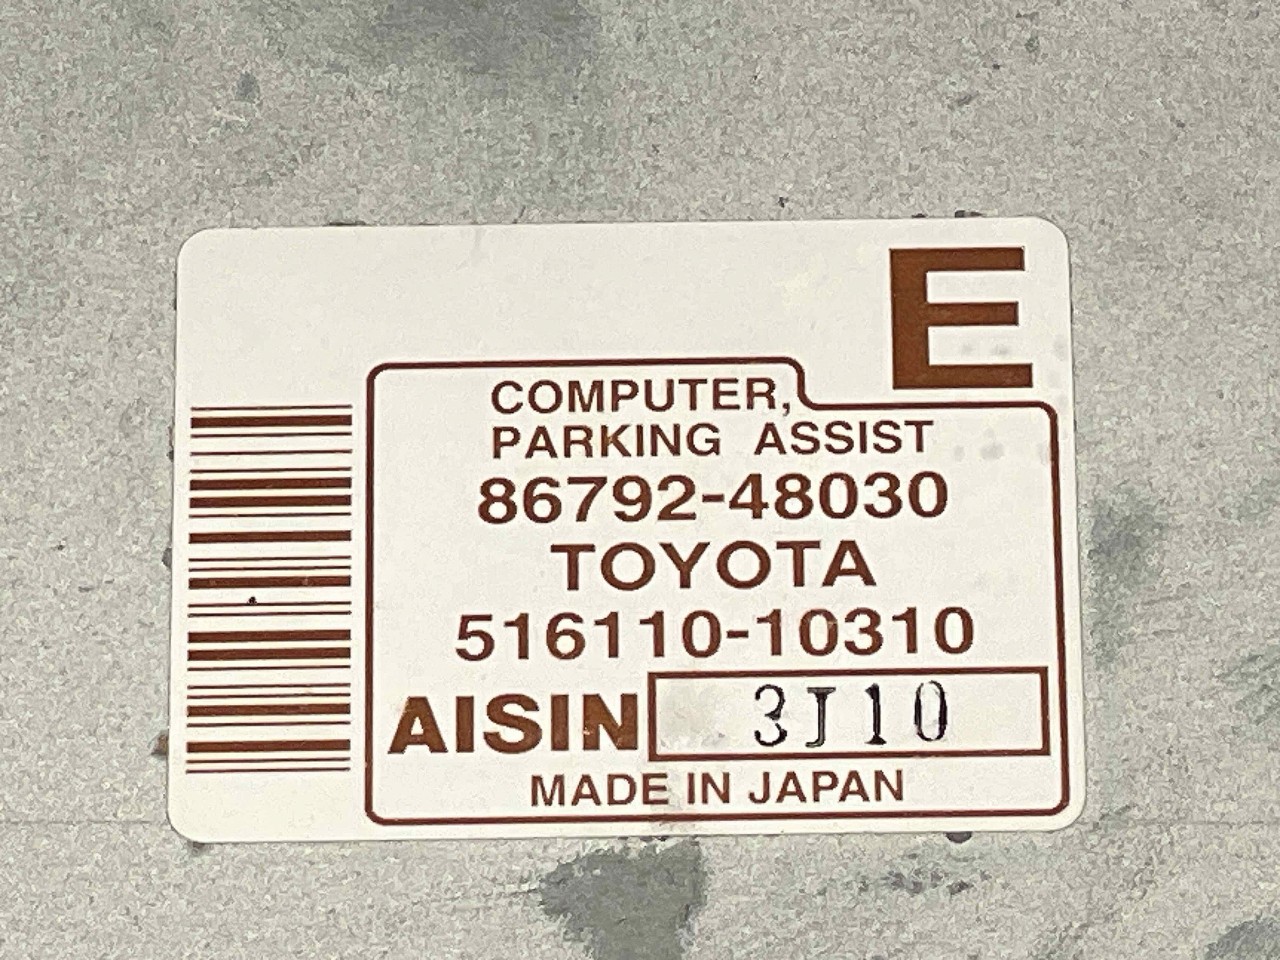 E
COMPUTER,
PARKING ASSIST
86792-48030
TOYOTA
516110-10310
AISIN 3J10
MADE IN JAPAN